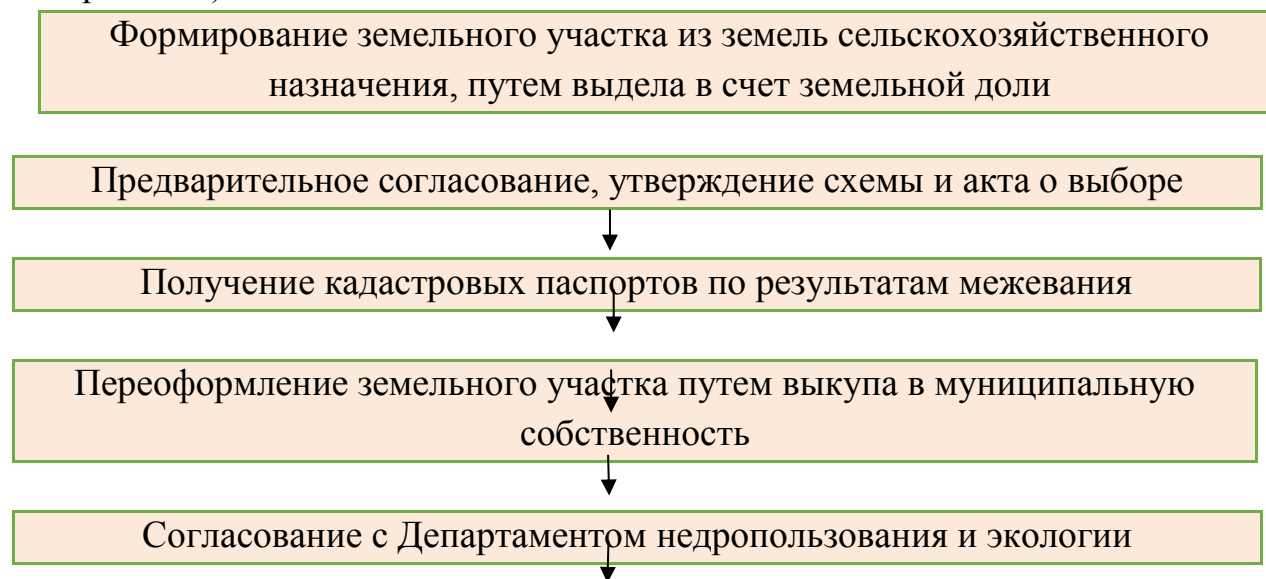 Формирование земельного участка из земель сельскохозяйственного
назначения, путем выдела в счет земельной доли
Предварительное согласование, утверждение схемы и акта о выборе
Получение кадастровых паспортов по результатам межевания
Переоформление земельного участка путем выкупа в муниципальную
собственность
Согласование с Департаментом недропользования и экологии